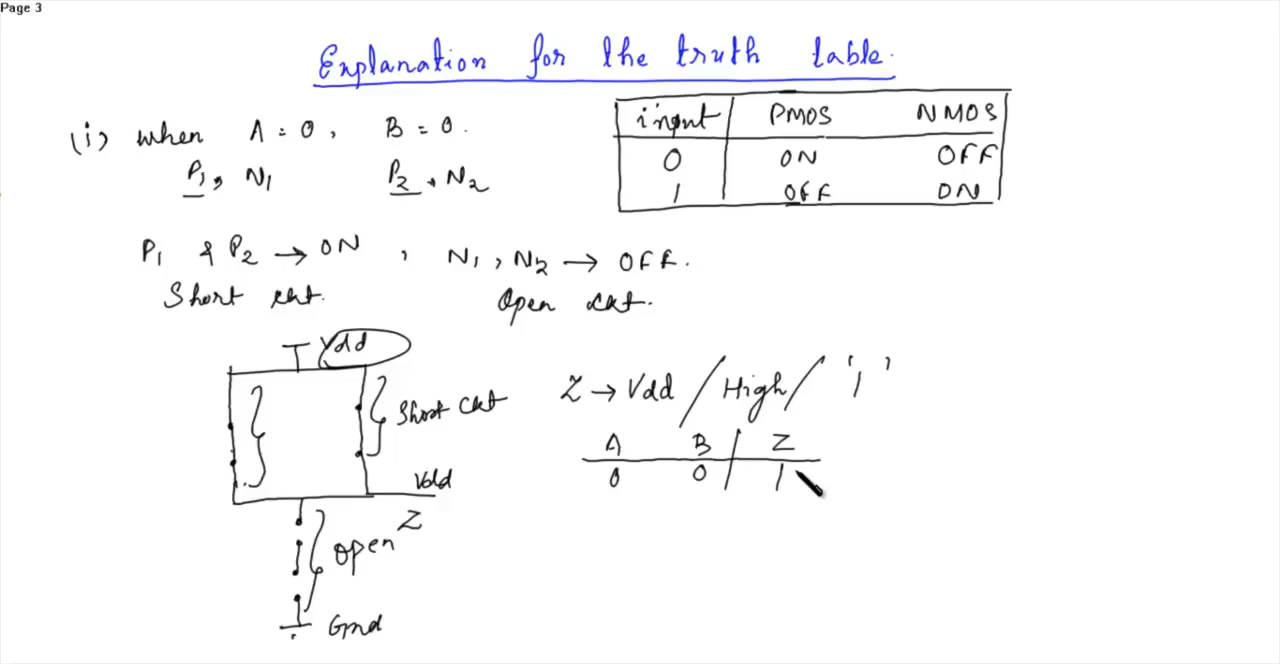 Page 3
Explanation for the truth table.
(i) when A = 0, B = 0.
P1, N1 P2, N2
input PMOS NMOS
0 ON OFF
1 OFF ON
P1 & P2 → ON, N1, N2 → OFF.
Short ckt. Open ckt.
Vdd
Short ckt
Vdd
Z
Open
Gnd
Z → Vdd / High / '1'
A B Z
0 0 1